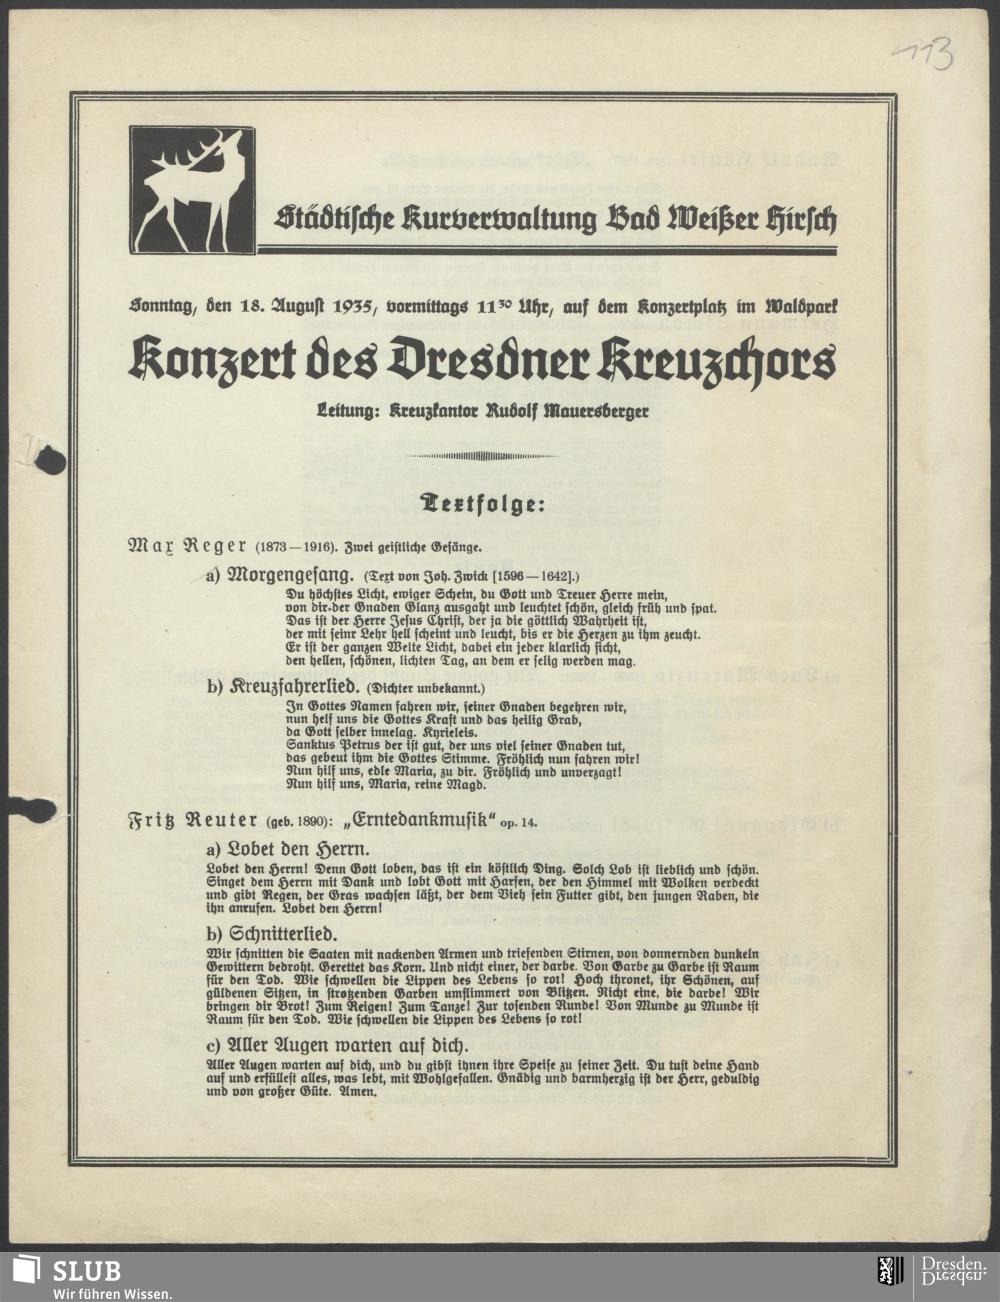 113
Städtische Kurverwaltung Bad Weißer Hirsch
Sonntag, den 18. August 1935, vormittags 11³⁰ Uhr, auf dem Konzertplatz im Waldpark
Konzert des Dresdner Kreuzchors
Leitung: Kreuzkantor Rudolf Mauersberger
Textfolge:
Max Reger (1873—1916). Zwei geistliche Gesänge.
a) Morgengesang. (Text von Joh. Zwick [1596—1642].)
Du höchstes Licht, ewiger Schein, du Gott und Treuer Herre mein,
von dir der Gnaden Glanz ausgaht und leuchtet schön, gleich früh und spat.
Das ist der Herre Jesus Christ, der ja die göttlich Wahrheit ist,
der mit seinr Lehr hell scheint und leucht, bis er die Herzen zu ihm zeucht.
Er ist der ganzen Welte Licht, dabei ein jeder klarlich sicht,
den hellen, schönen, lichten Tag, an dem er selig werden mag.
b) Kreuzfahrerlied. (Dichter unbekannt.)
In Gottes Namen fahren wir, seiner Gnaden begehren wir,
nun helf uns die Gottes Kraft und das heilig Grab,
da Gott selber innelag. Kyrieleis.
Sanktus Petrus der ist gut, der uns viel seiner Gnaden tut,
das gebeut ihm die Gottes Stimme. Fröhlich nun fahren wir!
Nun hilf uns, edle Maria, zu dir. Fröhlich und unverzagt!
Nun hilf uns, Maria, reine Magd.
Fritz Reuter (geb. 1890): „Erntedankmusik" op. 14.
a) Lobet den Herrn.
Lobet den Herrn! Denn Gott loben, das ist ein köstlich Ding. Solch Lob ist lieblich und schön.
Singet dem Herrn mit Dank und lobt Gott mit Harfen, der den Himmel mit Wolken verdeckt
und gibt Regen, der Gras wachsen läßt, der dem Vieh sein Futter gibt, den jungen Raben, die
ihn anrufen. Lobet den Herrn!
b) Schnitterlied.
Wir schnitten die Saaten mit nackenden Armen und triefenden Stirnen, von donnernden dunkeln
Gewittern bedroht. Gerettet das Korn. Und nicht einer, der darbe. Von Garbe zu Garbe ist Raum
für den Tod. Wie schwellen die Lippen des Lebens so rot! Hoch thronet, ihr Schönen, auf
güldenen Sitzen, in strotzenden Garben umflimmert von Blitzen. Nicht eine, die darbe! Wir
bringen dir Brot! Zum Reigen! Zum Tanze! Zur tosenden Runde! Von Munde zu Munde ist
Raum für den Tod. Wie schwellen die Lippen des Lebens so rot!
c) Aller Augen warten auf dich.
Aller Augen warten auf dich, und du gibst ihnen ihre Speise zu seiner Zeit. Du tust deine Hand
auf und erfüllest alles, was lebt, mit Wohlgefallen. Gnädig und barmherzig ist der Herr, geduldig
und von großer Güte. Amen.
SLUB
Wir führen Wissen.
Dresden.
Dresden.